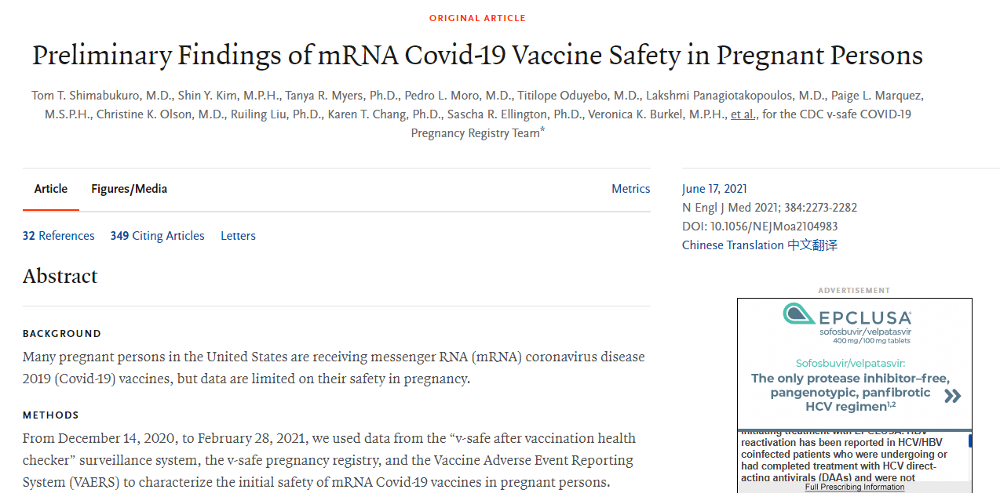 ORIGINAL ARTICLE
Preliminary Findings of mRNA Covid-19 Vaccine Safety in Pregnant Persons
Tom T. Shimabukuro, M.D., Shin Y. Kim, M.P.H., Tanya R. Myers, Ph.D., Pedro L. Moro, M.D., Titilope Oduyebo, M.D., Lakshmi Panagiotakopoulos, M.D., Paige L. Marquez,
M.S.P.H., Christine K. Olson, M.D., Ruiling Liu, Ph.D., Karen T. Chang, Ph.D., Sascha R. Ellington, Ph.D., Veronica K. Burkel, M.P.H., et al., for the CDC v-safe COVID-19
Pregnancy Registry Team*
Article Figures/Media Metrics
32 References 349 Citing Articles Letters
Abstract
BACKGROUND
Many pregnant persons in the United States are receiving messenger RNA (mRNA) coronavirus disease
2019 (Covid-19) vaccines, but data are limited on their safety in pregnancy.
METHODS
From December 14, 2020, to February 28, 2021, we used data from the “v-safe after vaccination health
checker” surveillance system, the v-safe pregnancy registry, and the Vaccine Adverse Event Reporting
System (VAERS) to characterize the initial safety of mRNA Covid-19 vaccines in pregnant persons.
June 17, 2021
N Engl J Med 2021; 384:2273-2282
DOI: 10.1056/NEJMoa2104983
Chinese Translation 中文翻译
ADVERTISEMENT
EPCLUSA®
sofosbuvir/velpatasvir
400 mg/100 mg tablets
Sofosbuvir/velpatasvir:
The only protease inhibitor–free,
pangenotypic, panfibrotic
HCV regimen1,2
initiating treatment with EPCLUSA. HBV
reactivation has been reported in HCV/HBV
coinfected patients who were undergoing or
had completed treatment with HCV direct-
acting antivirals (DAAs) and were not
Full Prescribing Information